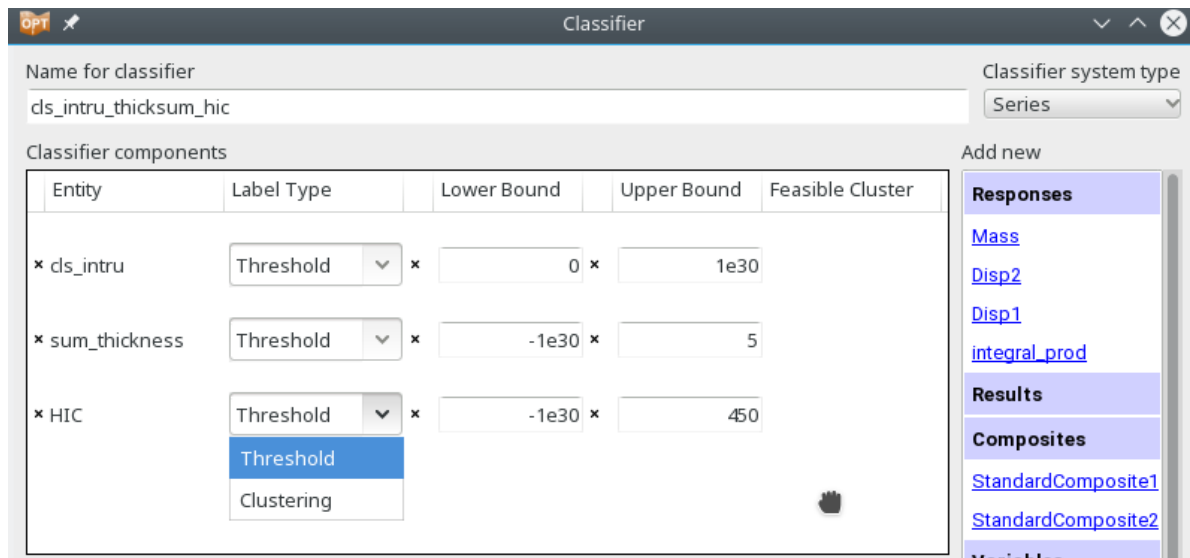 OPT
Classifier
Name for classifier
Classifier system type
cls_intru_thicksum_hic
Series
Classifier components
Add new
Entity Label Type Lower Bound Upper Bound Feasible Cluster
Responses
Mass
× cls_intru Threshold × 0 × 1e30
Disp2
Disp1
× sum_thickness Threshold × -1e30 × 5
integral_prod
Results
× HIC Threshold × -1e30 × 450
Composites
Threshold
StandardComposite1
Clustering
StandardComposite2
Variables